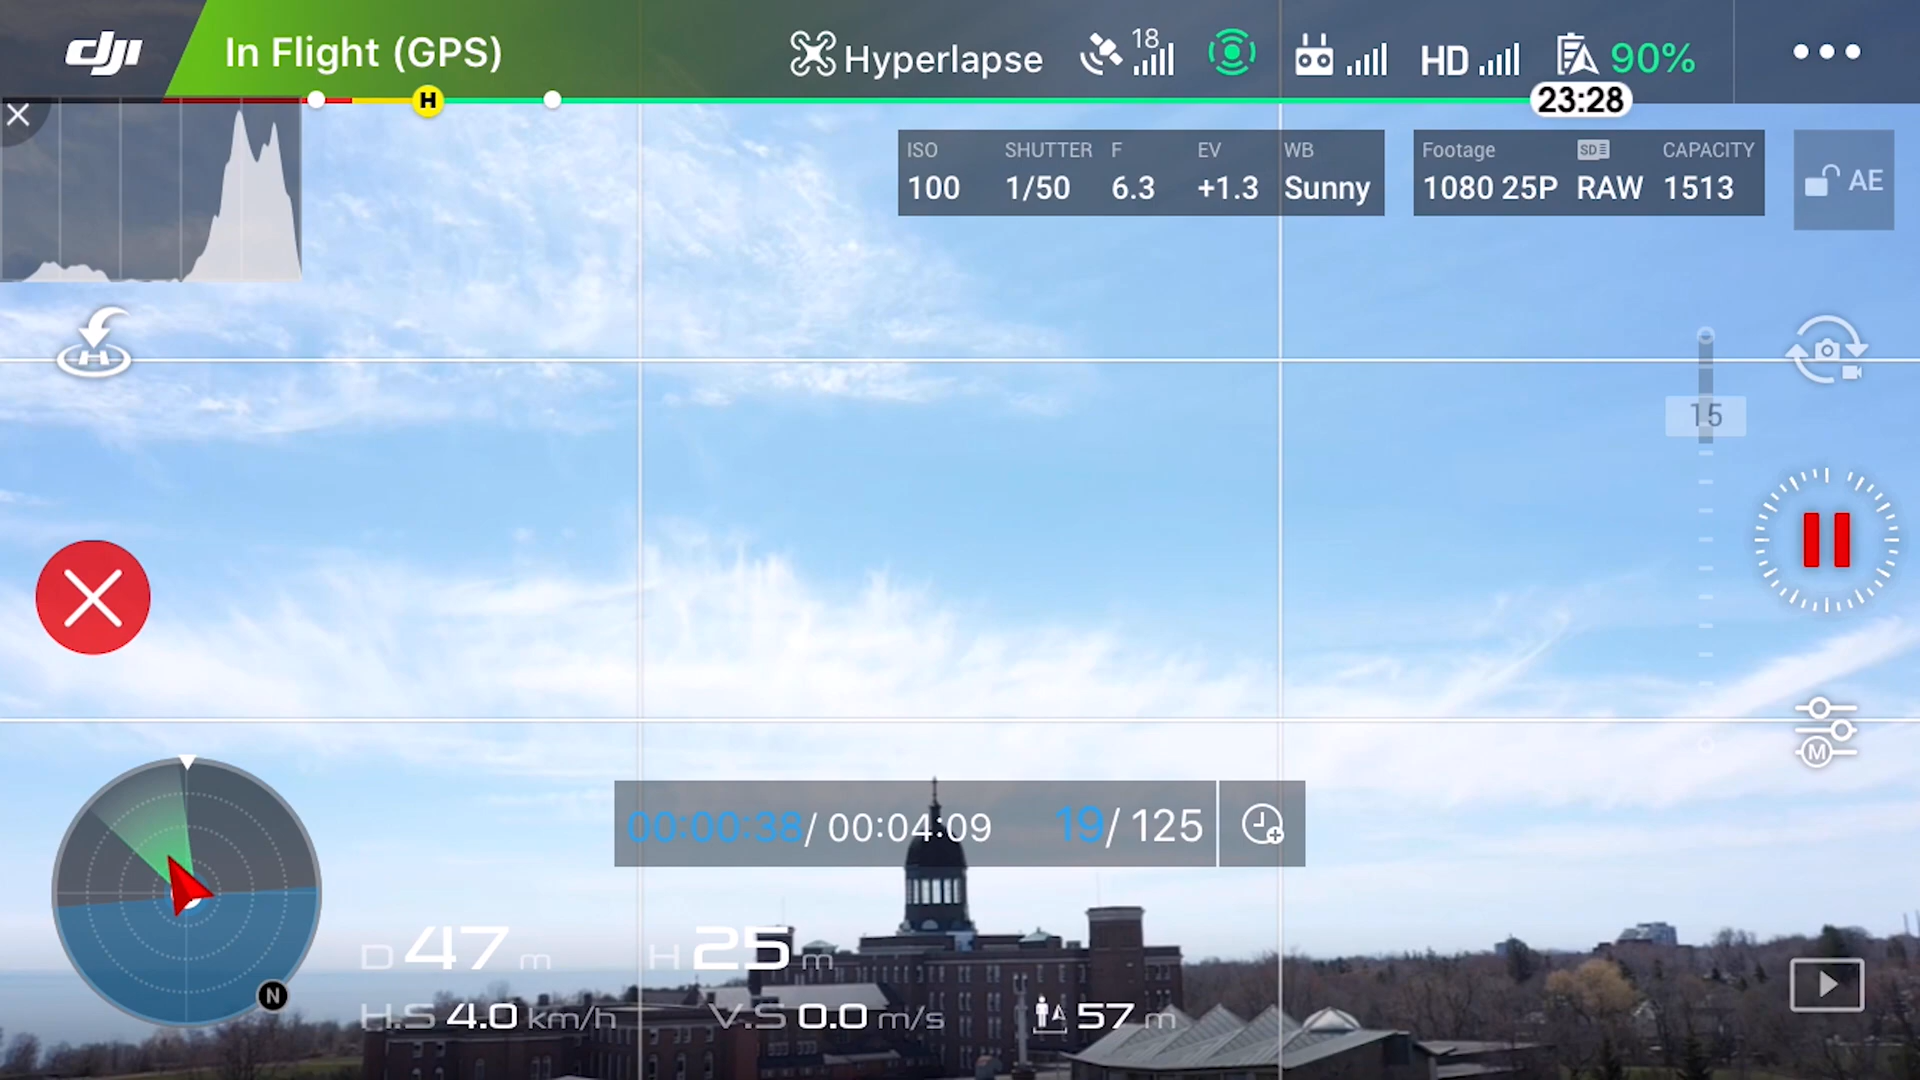 dji In Flight (GPS) Hyperlapse 18 HD 90%
H 23:28
ISO SHUTTER F EV WB Footage SD CAPACITY
100 1/50 6.3 +1.3 Sunny 1080 25P RAW 1513 AE
H
15
M
00:00:38/ 00:04:09 19/ 125
D 47 m H 25 m
N
H.S 4.0 km/h V.S 0.0 m/s 57 m